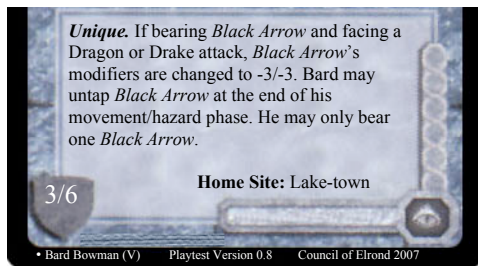 Unique. If bearing Black Arrow and facing a
Dragon or Drake attack, Black Arrow's
modifiers are changed to -3/-3. Bard may
untap Black Arrow at the end of his
movement/hazard phase. He may only bear
one Black Arrow.
Home Site: Lake-town
3/6
• Bard Bowman (V) Playtest Version 0.8 Council of Elrond 2007